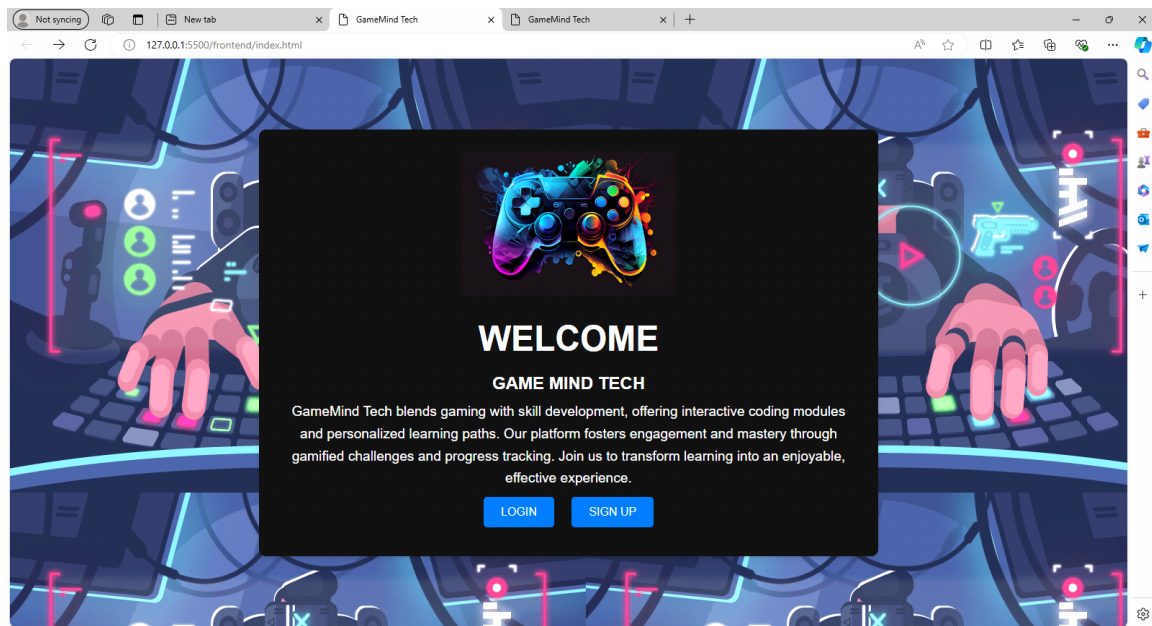 Not syncing
New tab
GameMind Tech
GameMind Tech
127.0.0.1:5500/frontend/index.html
WELCOME
GAME MIND TECH
GameMind Tech blends gaming with skill development, offering interactive coding modules
and personalized learning paths. Our platform fosters engagement and mastery through
gamified challenges and progress tracking. Join us to transform learning into an enjoyable,
effective experience.
LOGIN
SIGN UP